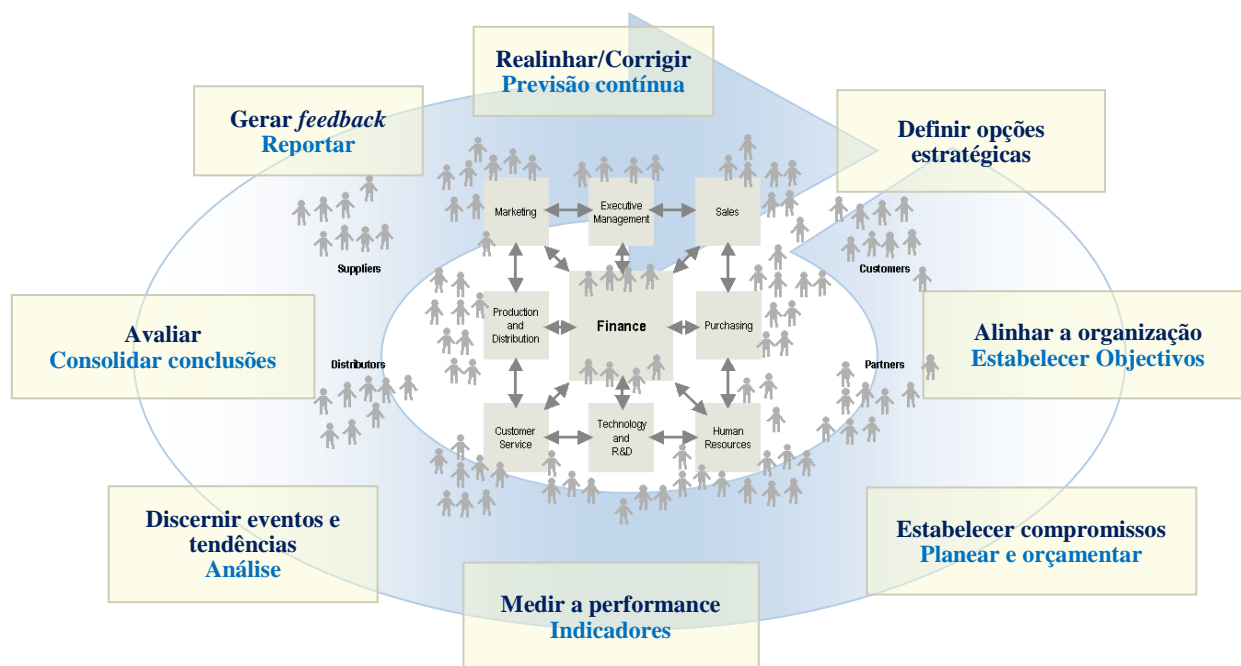 Realinhar/Corrigir
Previsão contínua
Gerar feedback
Reportar
Definir opções
estratégicas
Marketing
Executive
Management
Sales
Suppliers
Customers
Avaliar
Consolidar conclusões
Production
and
Distribution
Finance
Purchasing
Alinhar a organização
Estabelecer Objectivos
Distributors
Partners
Customer
Service
Technology
and
R&D
Human
Resources
Discernir eventos e
tendências
Análise
Estabelecer compromissos
Planear e orçamentar
Medir a performance
Indicadores